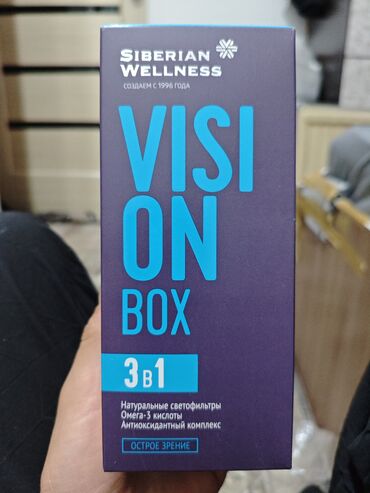 SIBERIAN
WELLNESS
СОЗДАЕМ С 1996 ГОДА
VISI
ON
BOX
3 в 1
Натуральные светофильтры
Омега-3 кислоты
Антиоксидантный комплекс
ОСТРОЕ ЗРЕНИЕ